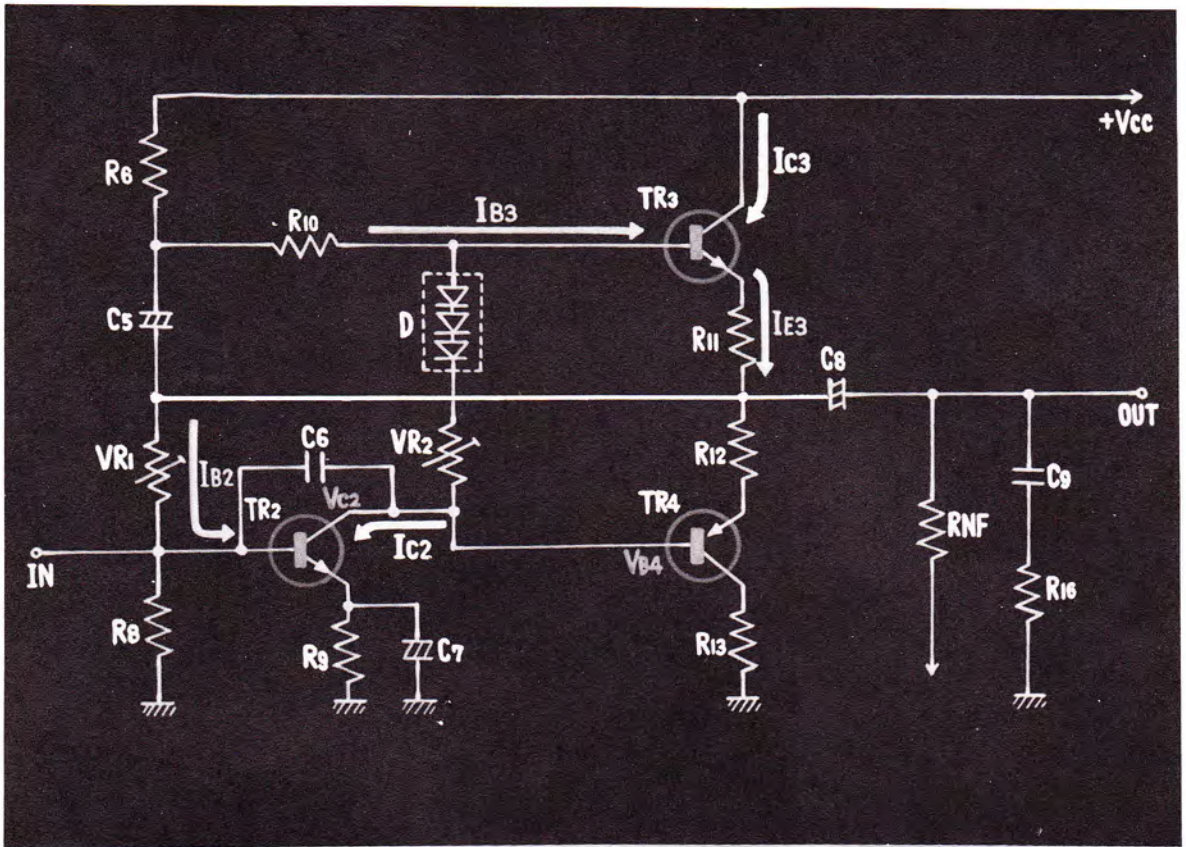 +Vcc
R6
IC3
TR3
IB3
R10
C5
D
R11
IE3
C8
OUT
VR1
IB2
C6
VR2
R12
C9
TR2
VC2
TR4
RNF
IC2
VB4
IN
R8
R9
C7
R13
R16